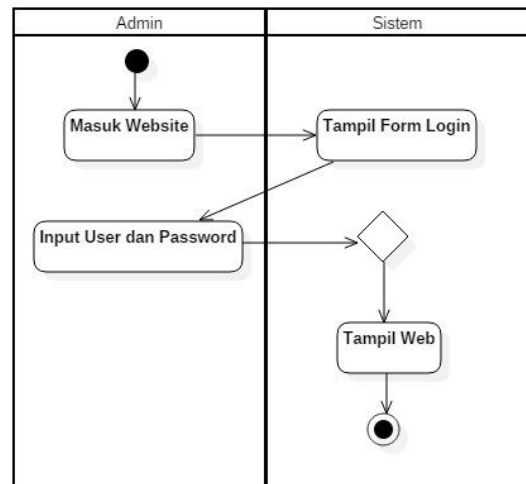 Admin
Sistem
Masuk Website
Tampil Form Login
Input User dan Password
Tampil Web